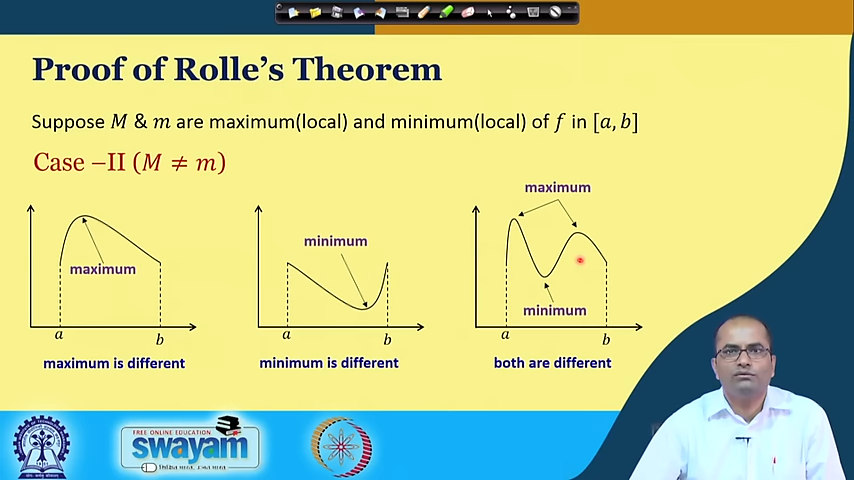 Proof of Rolle's Theorem
Suppose M & m are maximum(local) and minimum(local) of f in [a, b]
Case –II (M ≠ m)
maximum
a
b
maximum is different
minimum
a
b
minimum is different
maximum
minimum
a
b
both are different
FREE ONLINE EDUCATION
swayam